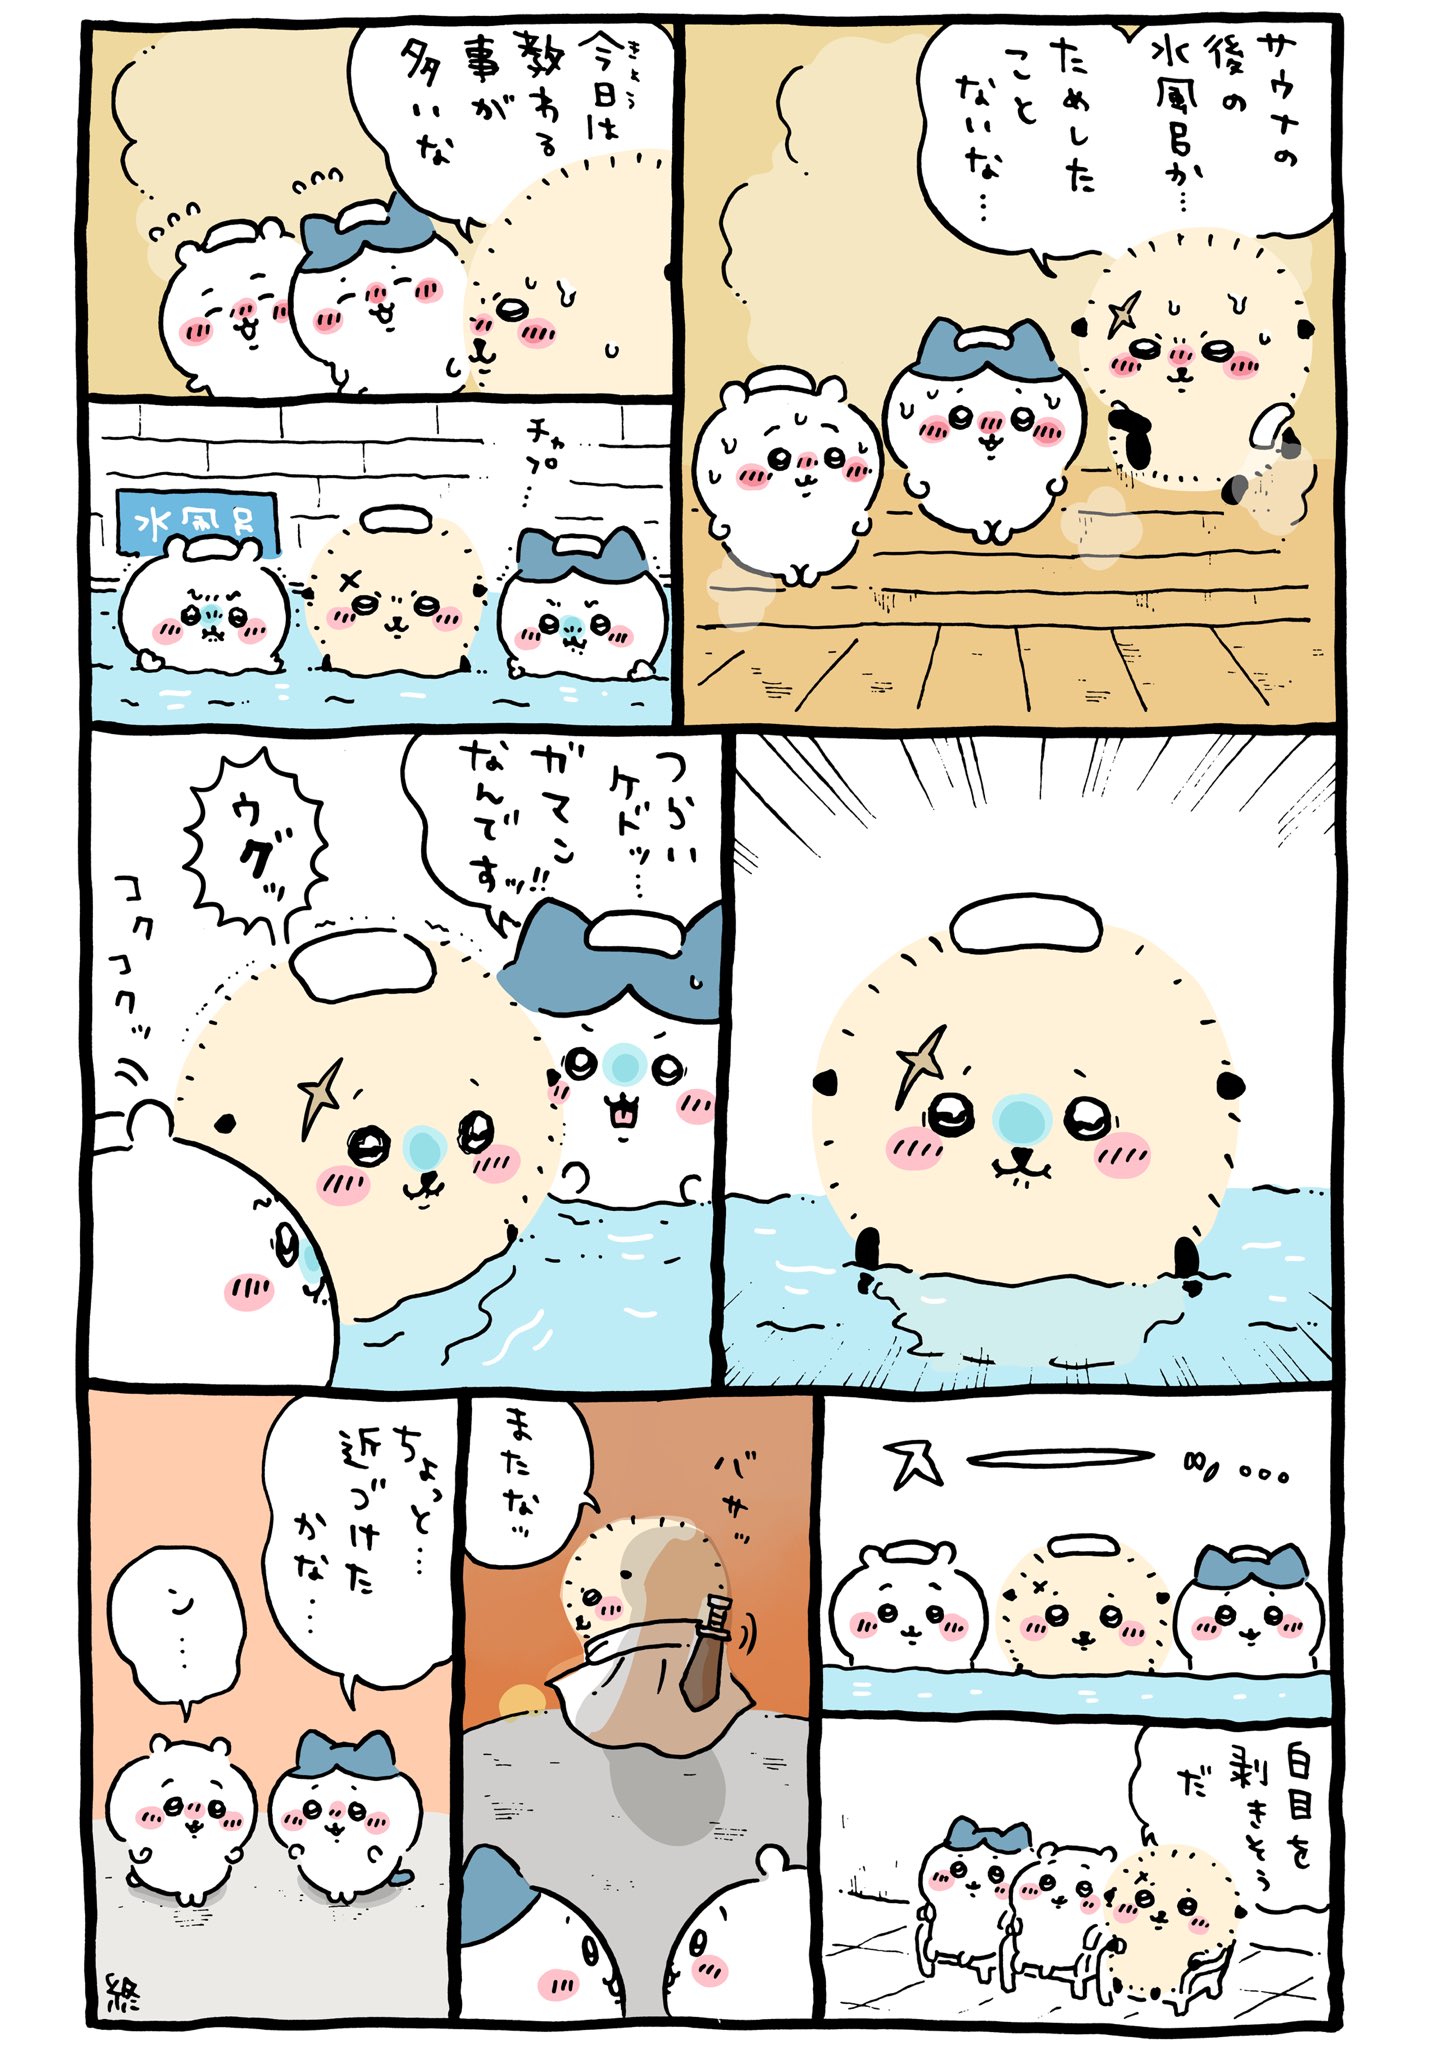 サウナの
後の
水風呂か…
ためした
こと
ないな…
今日は
きょう
教わる
事が
多いな
チャプ…
水風呂
つらい
ケドッ…
ガマン
なんですッ!!
ウグッ
コクコクッ
スーッ…
白目を
剥きそう
だ
バサッ
またなッ
ちょっと…
近づけた
かな…
…
終